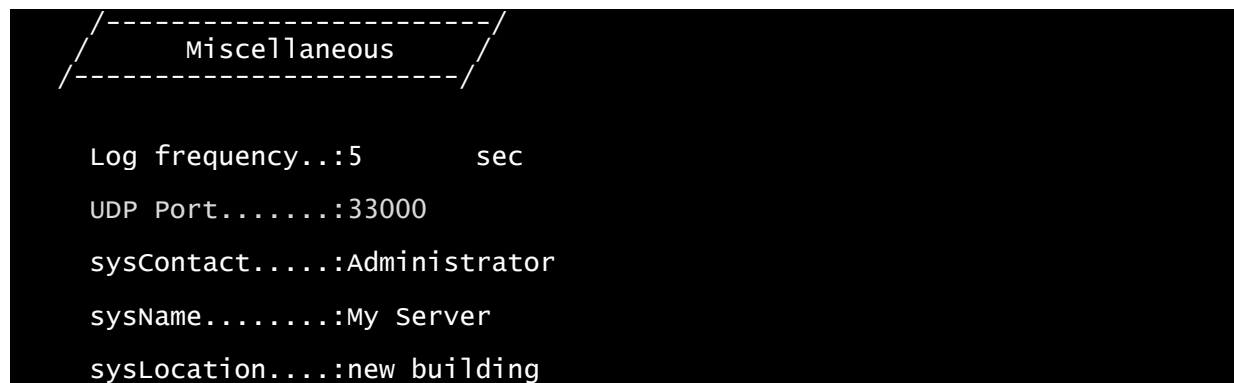 /------------------------/
/ Miscellaneous /
/------------------------/
Log frequency..:5 sec
UDP Port.......:33000
sysContact.....:Administrator
sysName........:My Server
sysLocation....:new building